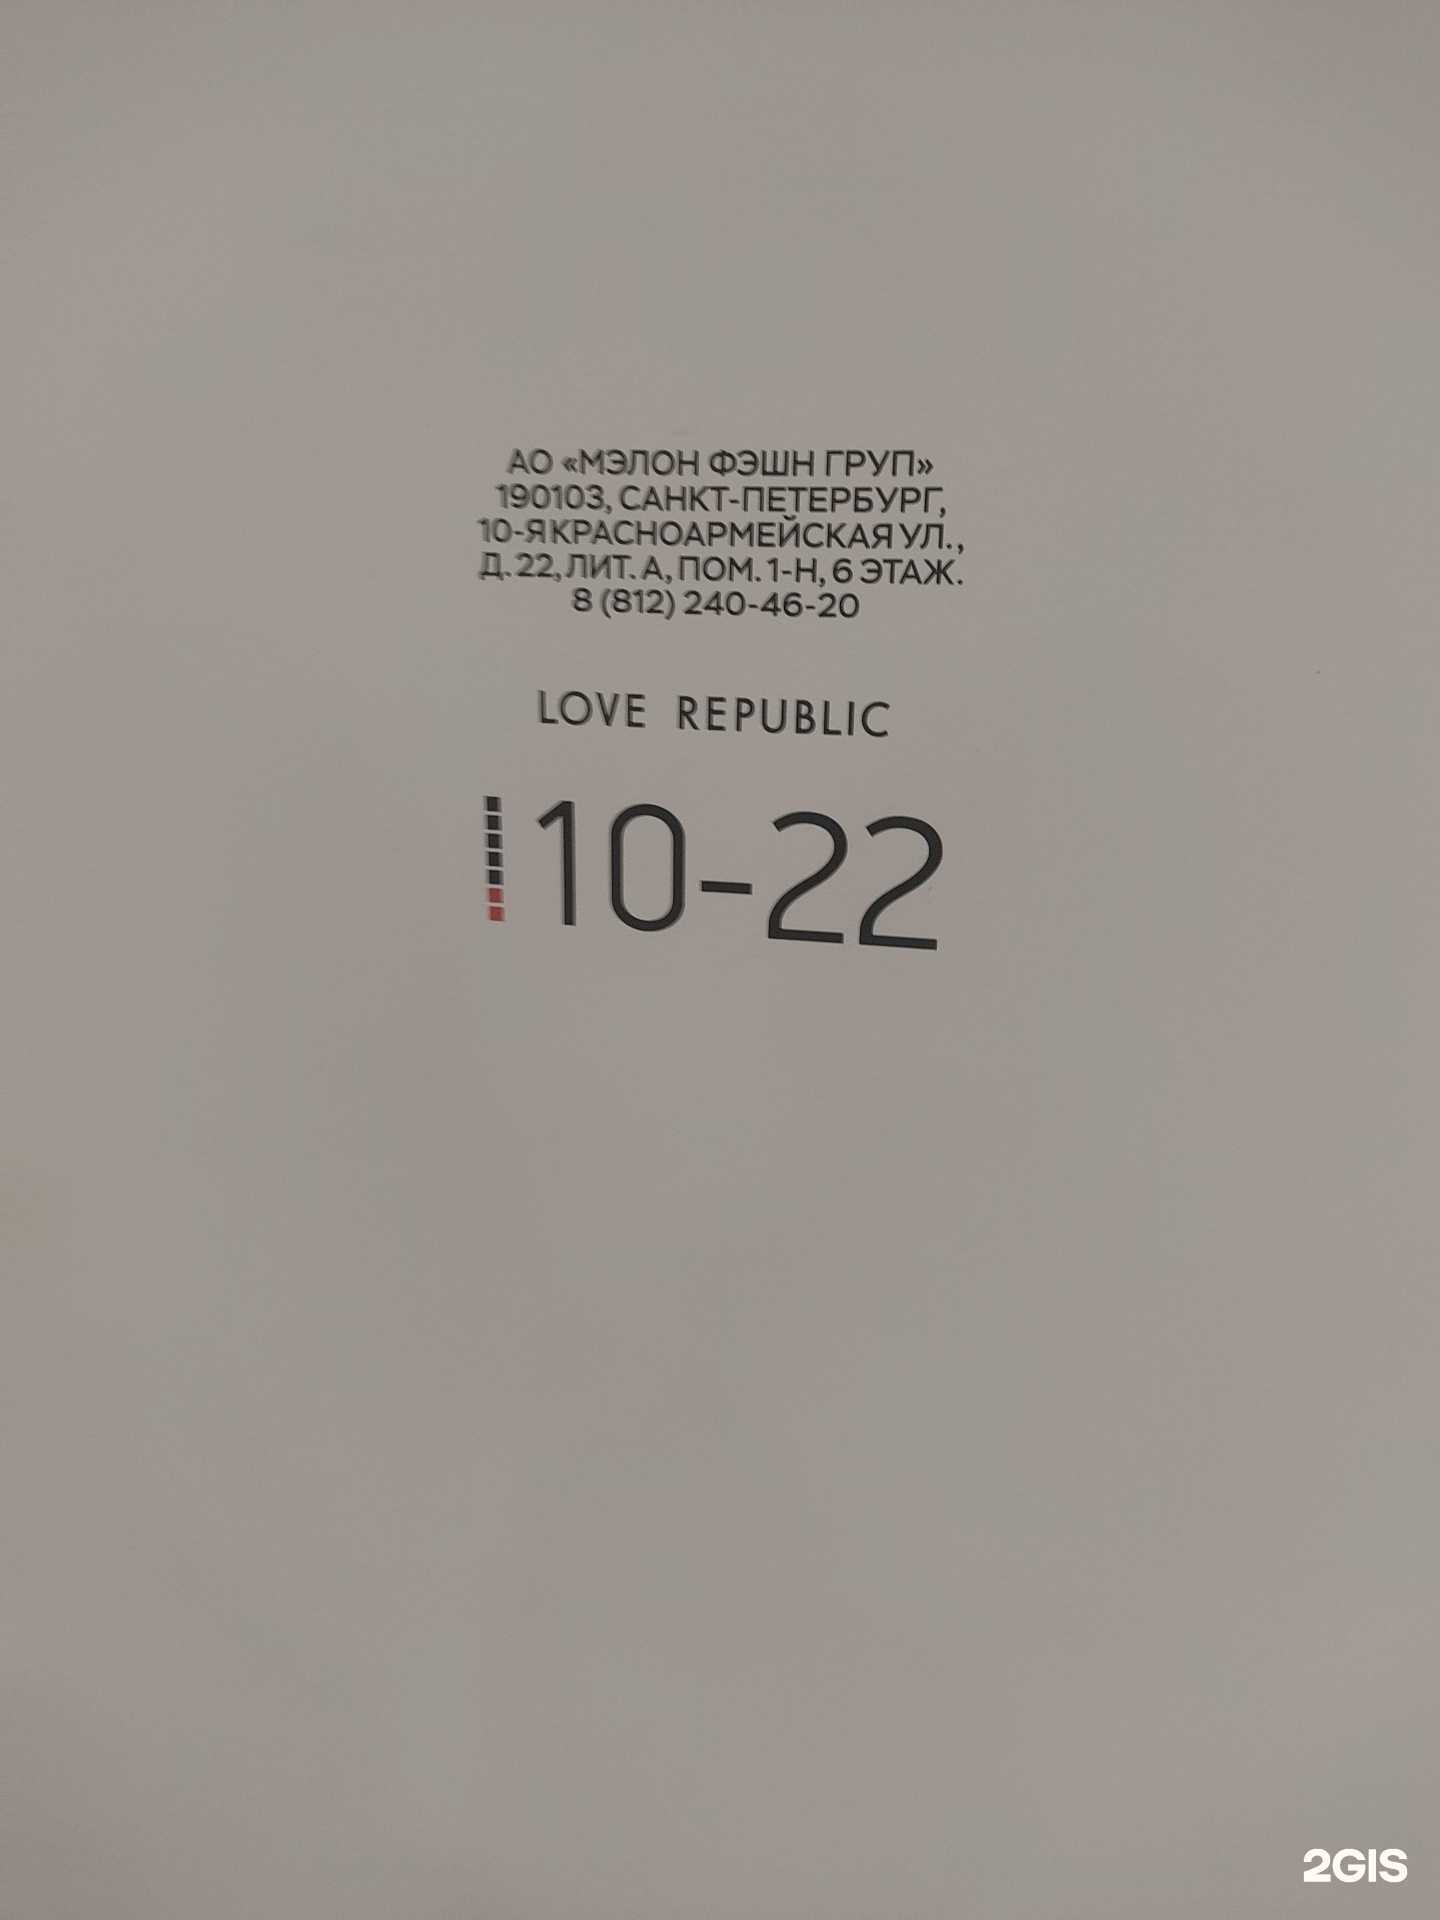 АО «МЭЛОН ФЭШН ГРУП»
190103, САНКТ-ПЕТЕРБУРГ,
10-Я КРАСНОАРМЕЙСКАЯ УЛ.,
Д. 22, ЛИТ. А, ПОМ. 1-Н, 6 ЭТАЖ.
8 (812) 240-46-20
LOVE REPUBLIC
10-22
2GIS